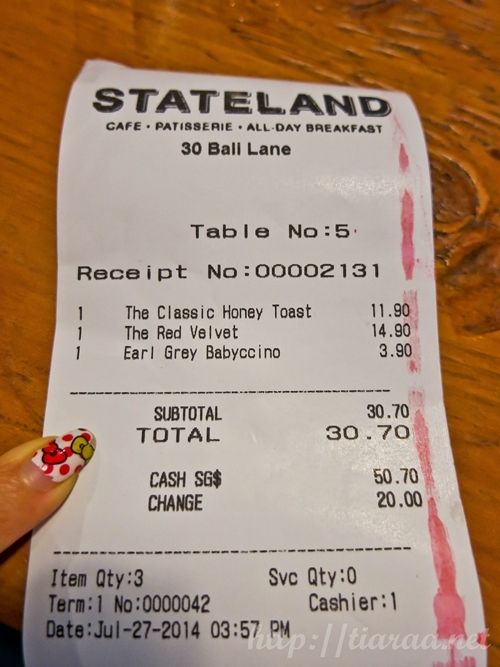 STATELAND
CAFE • PATISSERIE • ALL-DAY BREAKFAST
30 Bali Lane
Table No:5
Receipt No:00002131
1 The Classic Honey Toast 11.90
1 The Red Velvet 14.90
1 Earl Grey Babyccino 3.90
SUBTOTAL 30.70
TOTAL 30.70
CASH SG$ 50.70
CHANGE 20.00
Item Qty:3 Svc Qty:0
Term:1 No:0000042 Cashier:1
Date:Jul-27-2014 03:57 PM
http://tiaraa.net